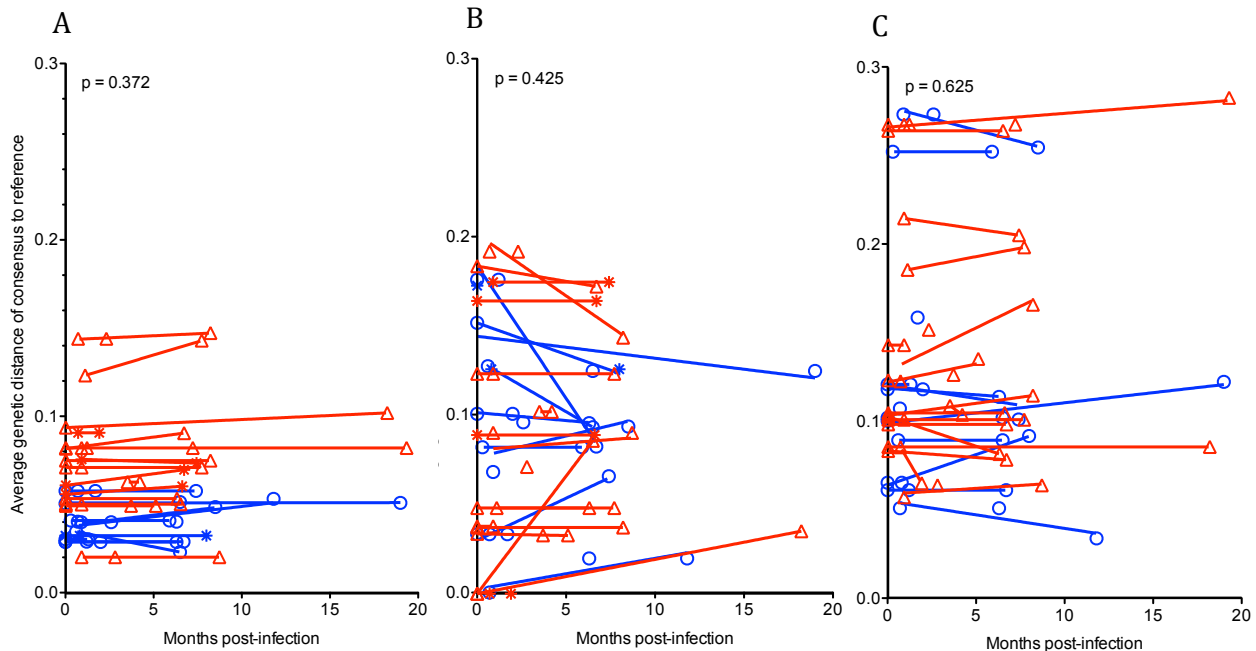 A
B
C
p = 0.372
p = 0.425
p = 0.625
Average genetic distance of consensus to reference
0.3
0.2
0.1
0.0
0
5
10
15
20
Months post-infection
0.3
0.2
0.1
0.0
0
5
10
15
20
Months post-infection
0.3
0.2
0.10
0.0
0
5
10
15
20
Months post-infection